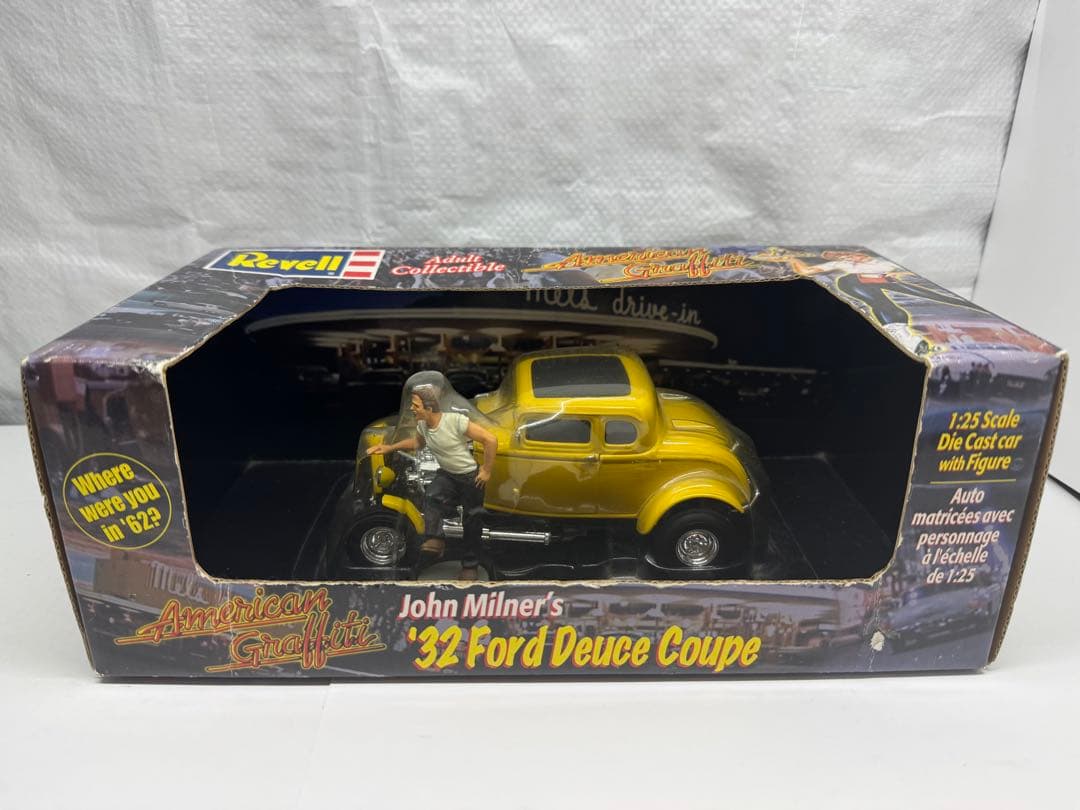 Revell
Adult
Collectible
American
Graffiti
Mels drive-in
Where
were you
in '62?
1:25 Scale
Die Cast car
with Figure
Auto
matricées avec
personnage
à l'échelle
de 1:25
American
Graffiti
John Milner's
'32 Ford Deuce Coupe